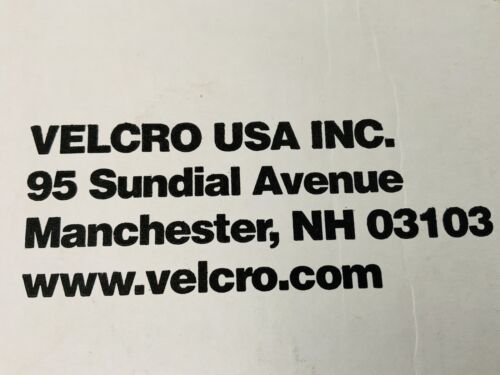 VELCRO USA INC.
95 Sundial Avenue
Manchester, NH 03103
www.velcro.com